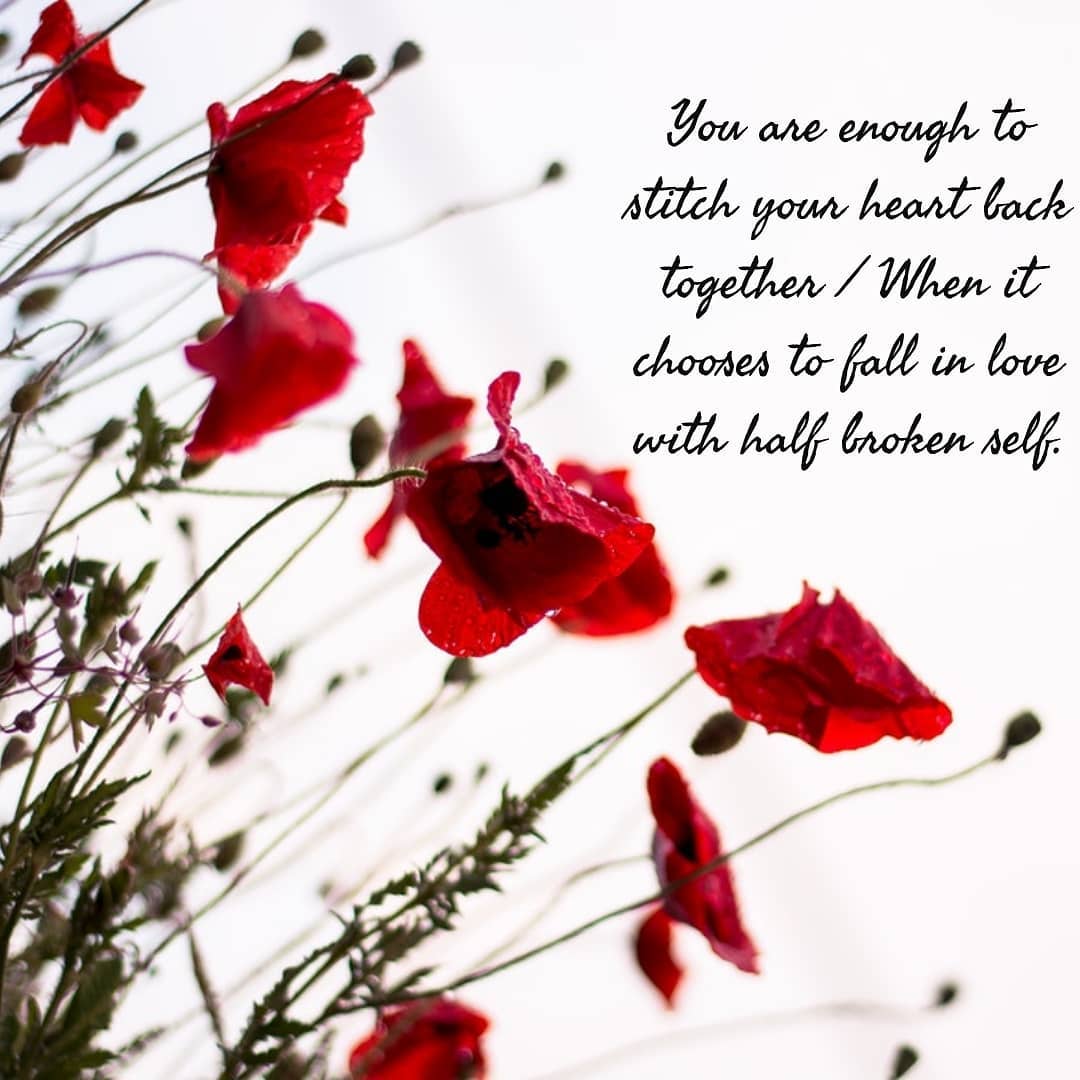 You are enough to
stitch your heart back
together / When it
chooses to fall in love
with half broken self.